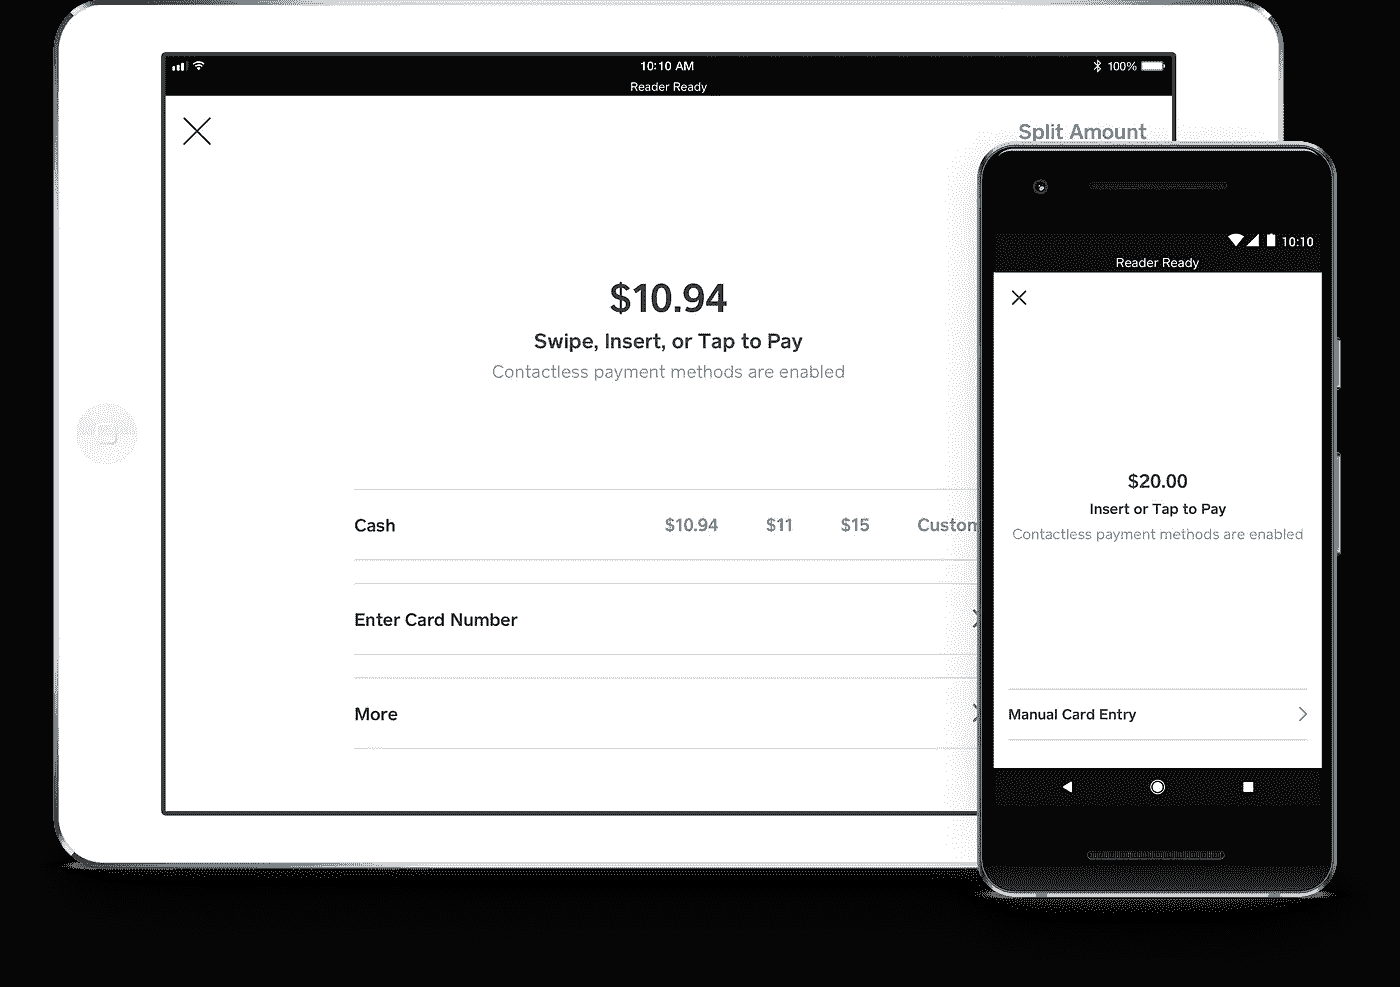 10:10 AM
100%
Reader Ready
Split Amount
$10.94
Swipe, Insert, or Tap to Pay
Contactless payment methods are enabled
Cash $10.94 $11 $15 Custom
Enter Card Number
More
10:10
Reader Ready
$20.00
Insert or Tap to Pay
Contactless payment methods are enabled
Manual Card Entry